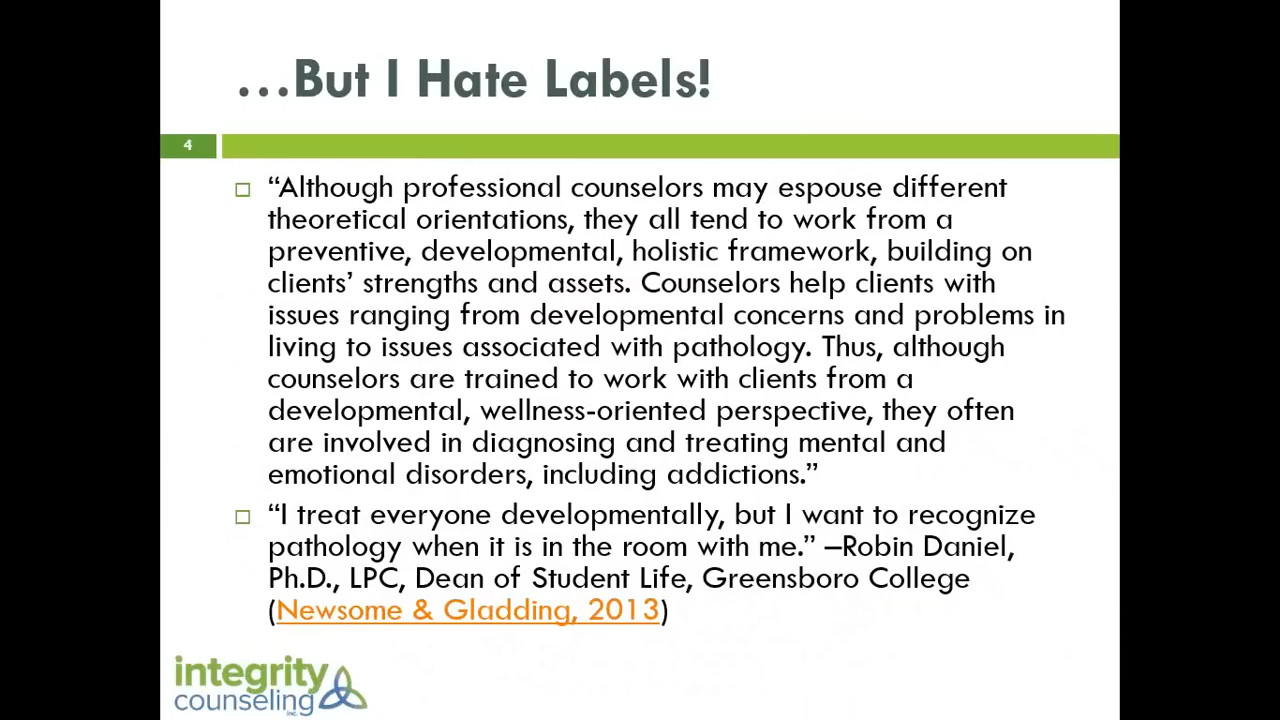 …But I Hate Labels!
4
“Although professional counselors may espouse different
theoretical orientations, they all tend to work from a
preventive, developmental, holistic framework, building on
clients’ strengths and assets. Counselors help clients with
issues ranging from developmental concerns and problems in
living to issues associated with pathology. Thus, although
counselors are trained to work with clients from a
developmental, wellness-oriented perspective, they often
are involved in diagnosing and treating mental and
emotional disorders, including addictions.”
“I treat everyone developmentally, but I want to recognize
pathology when it is in the room with me.” –Robin Daniel,
Ph.D., LPC, Dean of Student Life, Greensboro College
(Newsome & Gladding, 2013)
integrity
counseling
inc.